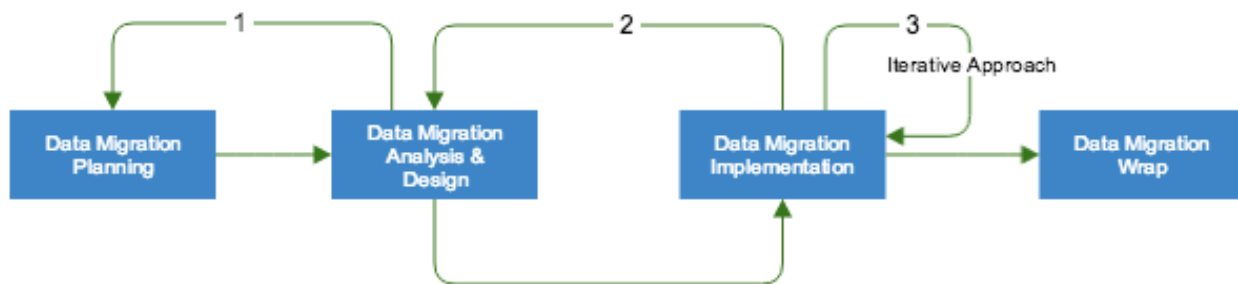 1
2
3
Iterative Approach
Data Migration
Planning
Data Migration
Analysis &
Design
Data Migration
Implementation
Data Migration
Wrap